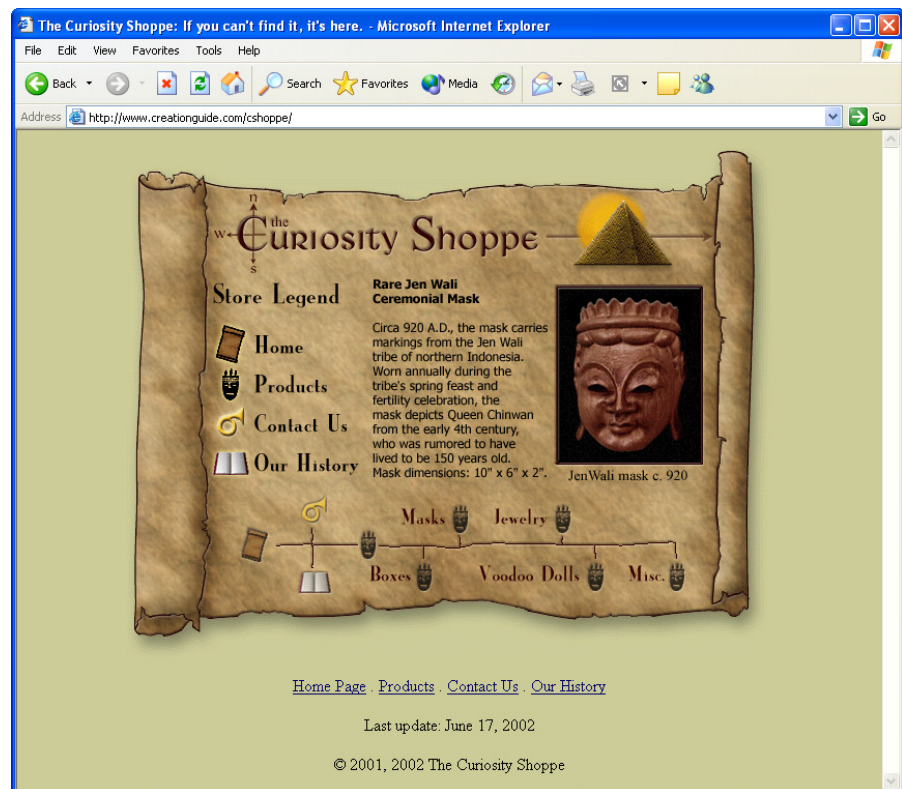 The Curiosity Shoppe: If you can't find it, it's here. - Microsoft Internet Explorer
File Edit View Favorites Tools Help
Back Search Favorites Media
Address http://www.creationguide.com/cshoppe/ Go
n
the
w Curiosity Shoppe
s
Store Legend
Home
Products
Contact Us
Our History
Rare Jen Wali
Ceremonial Mask
Circa 920 A.D., the mask carries
markings from the Jen Wali
tribe of northern Indonesia.
Worn annually during the
tribe's spring feast and
fertility celebration, the
mask depicts Queen Chinwan
from the early 4th century,
who was rumored to have
lived to be 150 years old.
Mask dimensions: 10" x 6" x 2".
JenWali mask c. 920
Masks Jewelry
Boxes Voodoo Dolls Misc.
Home Page . Products . Contact Us . Our History
Last update: June 17, 2002
© 2001, 2002 The Curiosity Shoppe